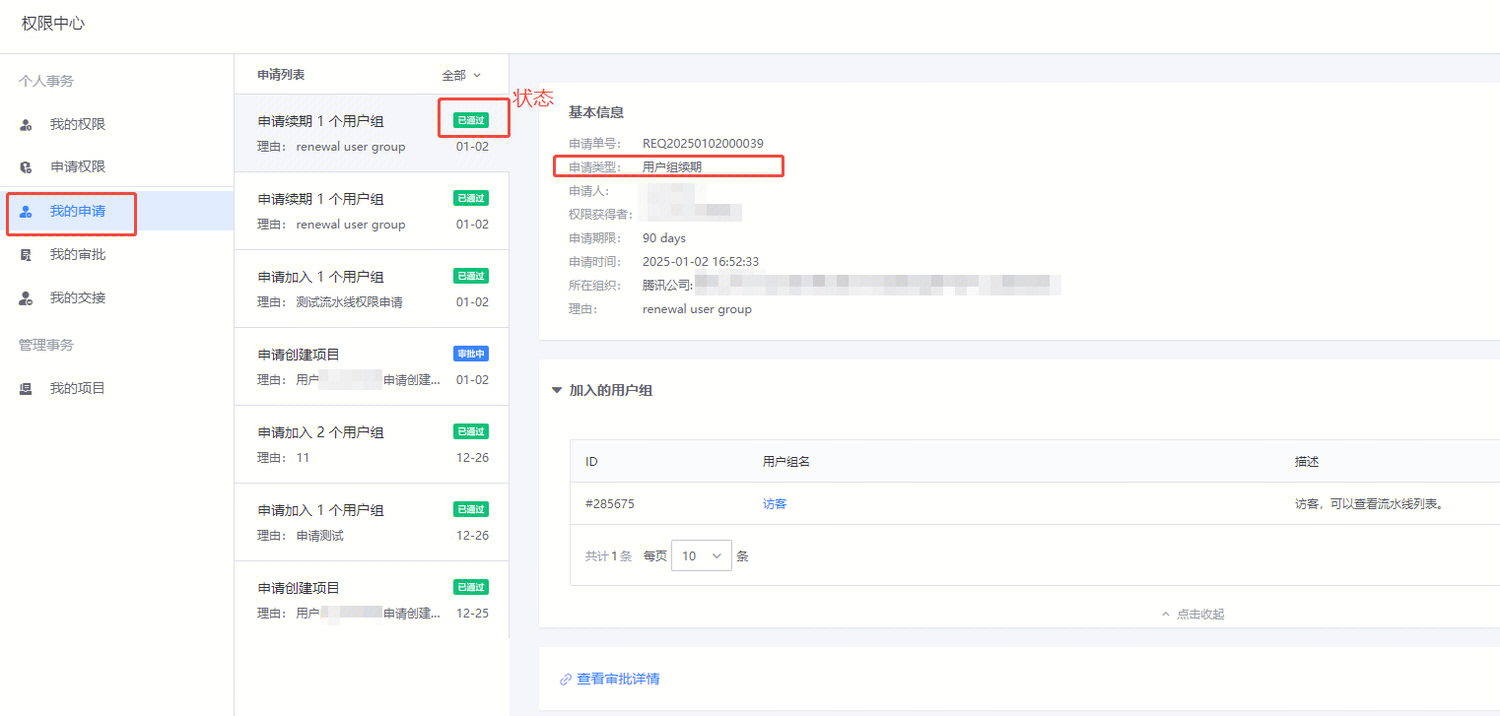 权限中心
个人事务
我的权限
申请权限
我的申请
我的审批
我的交接
管理事务
我的项目
申请列表 全部
状态
申请续期 1 个用户组 已通过
理由: renewal user group 01-02
申请续期 1 个用户组 已通过
理由: renewal user group 01-02
申请加入 1 个用户组 已通过
理由: 测试流水线权限申请 01-02
申请创建项目 审批中
理由: 用户 申请创建... 01-02
申请加入 2 个用户组 已通过
理由: 11 12-26
申请加入 1 个用户组 已通过
理由: 申请测试 12-26
申请创建项目 已通过
理由: 用户 申请创建... 12-25
基本信息
申请单号: REQ20250102000039
申请类型: 用户组续期
申请人:
权限获得者:
申请期限: 90 days
申请时间: 2025-01-02 16:52:33
所在组织: 腾讯公司:
理由: renewal user group
加入的用户组
ID 用户组名 描述
#285675 访客 访客，可以查看流水线列表。
共计1条 每页 10 条
点击收起
查看审批详情